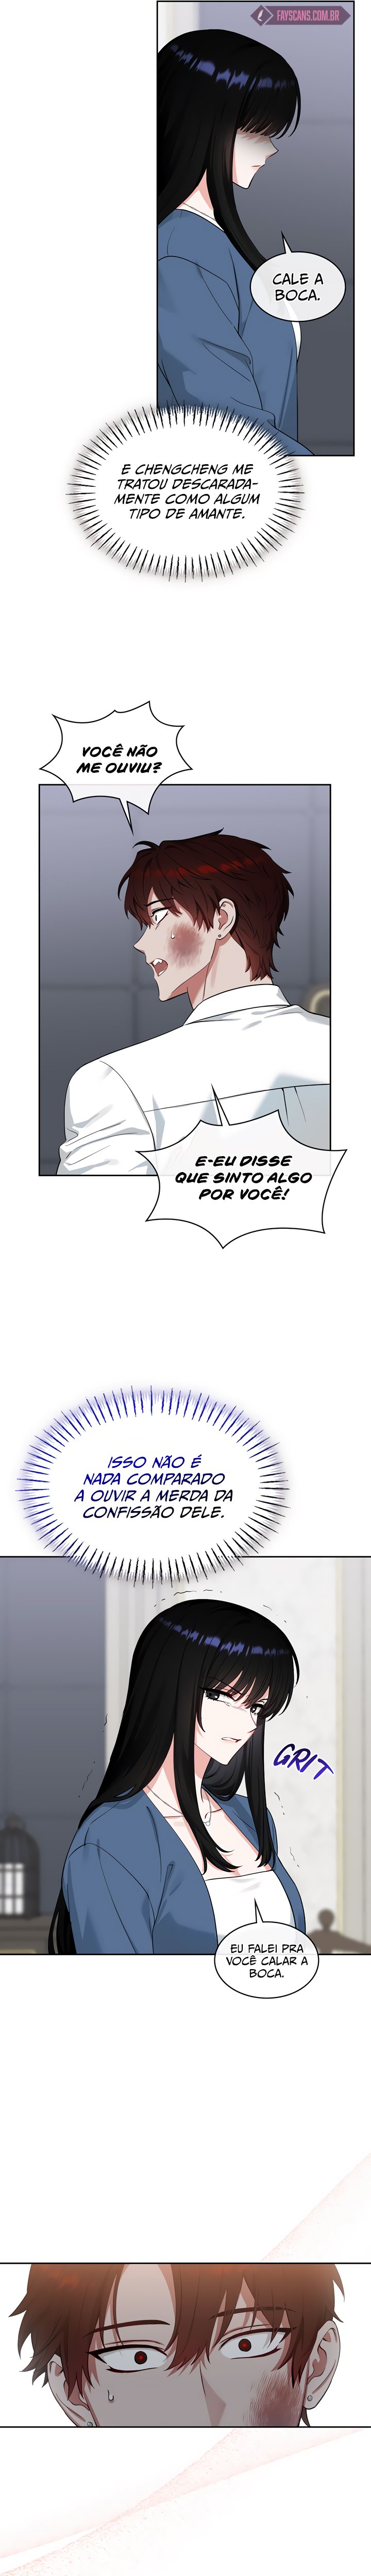 FAYSCANS.COM.BR
CALE A
BOCA.
E CHENGCHENG ME
TRATOU DESCARADA-
MENTE COMO ALGUM
TIPO DE AMANTE.
VOCÊ NÃO
ME OUVIU?
E-EU DISSE
QUE SINTO ALGO
POR VOCÊ!
ISSO NÃO É
NADA COMPARADO
A OUVIR A MERDA DA
CONFISSÃO DELE.
GRIT
EU FALEI PRA
VOCÊ CALAR A
BOCA.